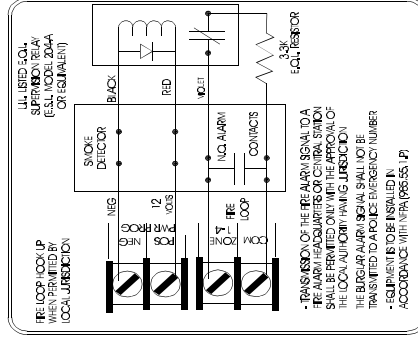 U.L. LISTED E.O.L.
SUPERVISION RELAY
(E.S.L. MODEL 204-A
OR EQUIVALENT)
3-3K
E.O.L. RESISTOR
BLACK
RED
VIOLET
SMOKE
DETECTOR
N.O. ALARM
CONTACTS
NEG
12
VOLTS
FIRE
LOOP
NEG
PROG
PWR
POS
ZONE
1-4
COM
FIRE LOOP HOOK UP
WHEN PERMITTED BY
LOCAL JURISDICTION
- TRANSMISSION OF THE FIRE ALARM SIGNAL TO A
FIRE ALARM HEADQUARTERS OR CENTRAL STATION
SHALL BE PERMITTED ONLY WITH THE APPROVAL OF
THE LOCAL AUTHORITY HAVING JURISDICTION
THE BURGLAR ALARM SIGNAL SHALL NOT BE
TRANSMITTED TO A POLICE EMERGENCY NUMBER
- EQUIPMENT IS TO BE INSTALLED IN
ACCORDANCE WITH NFPA